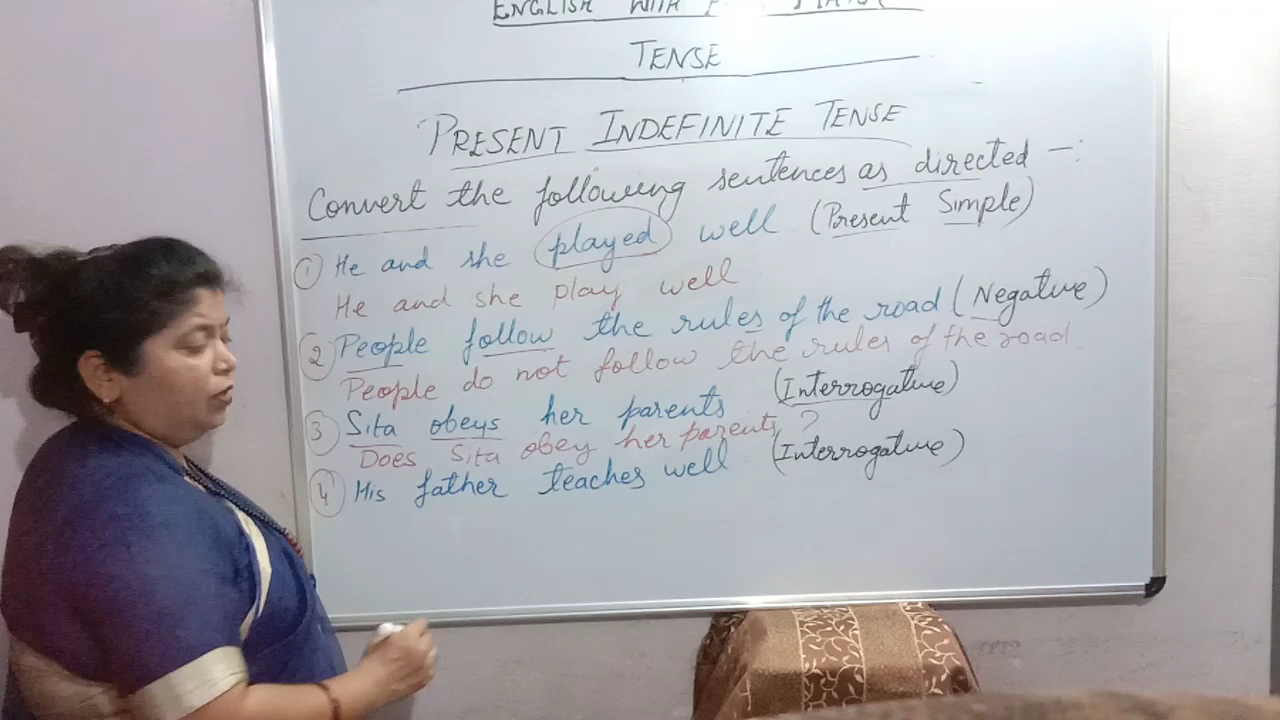 ENGLISH WITH
TENSE
PRESENT INDEFINITE TENSE
Convert the following sentences as directed -:
1 He and she played well (Present Simple)
He and she play well
2 People follow the rules of the road (Negative)
People do not follow the rules of the road.
3 Sita obeys her parents (Interrogative)
Does Sita obey her parents ?
4 His father teaches well (Interrogative)